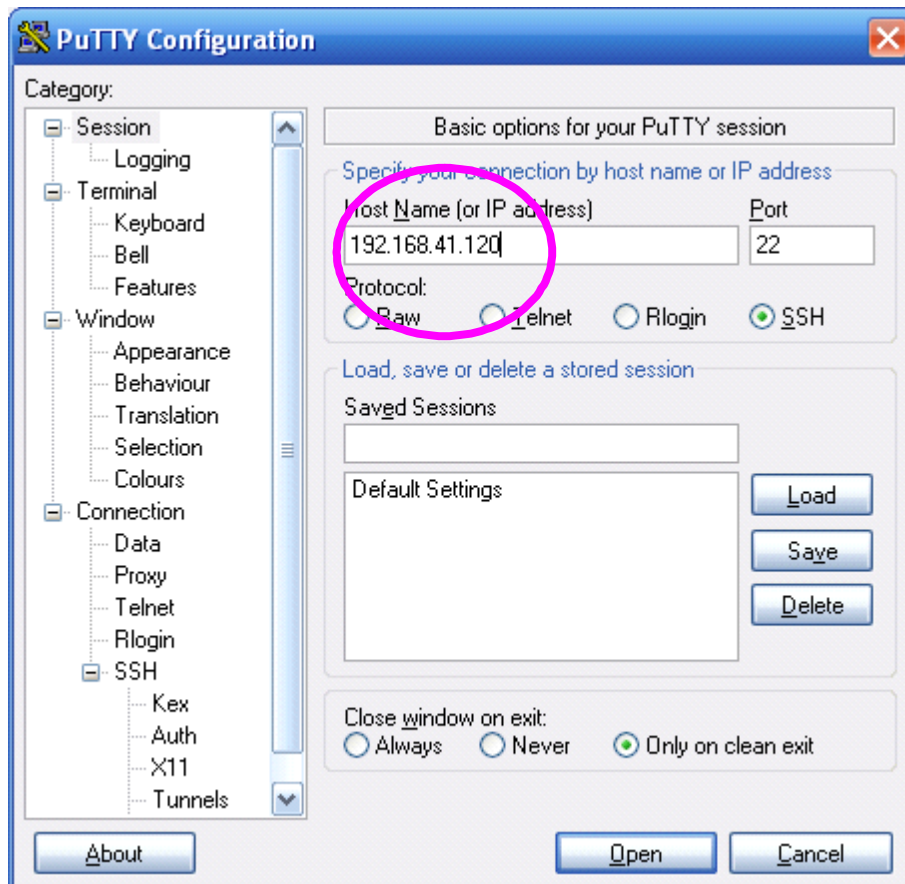 PuTTY Configuration
Category:
Session
Logging
Terminal
Keyboard
Bell
Features
Window
Appearance
Behaviour
Translation
Selection
Colours
Connection
Data
Proxy
Telnet
Rlogin
SSH
Kex
Auth
X11
Tunnels
Basic options for your PuTTY session
Specify your connection by host name or IP address
Host Name (or IP address) Port
192.168.41.120 22
Protocol:
Raw Telnet Rlogin SSH
Load, save or delete a stored session
Saved Sessions
Default Settings
Load
Save
Delete
Close window on exit:
Always Never Only on clean exit
About Open Cancel